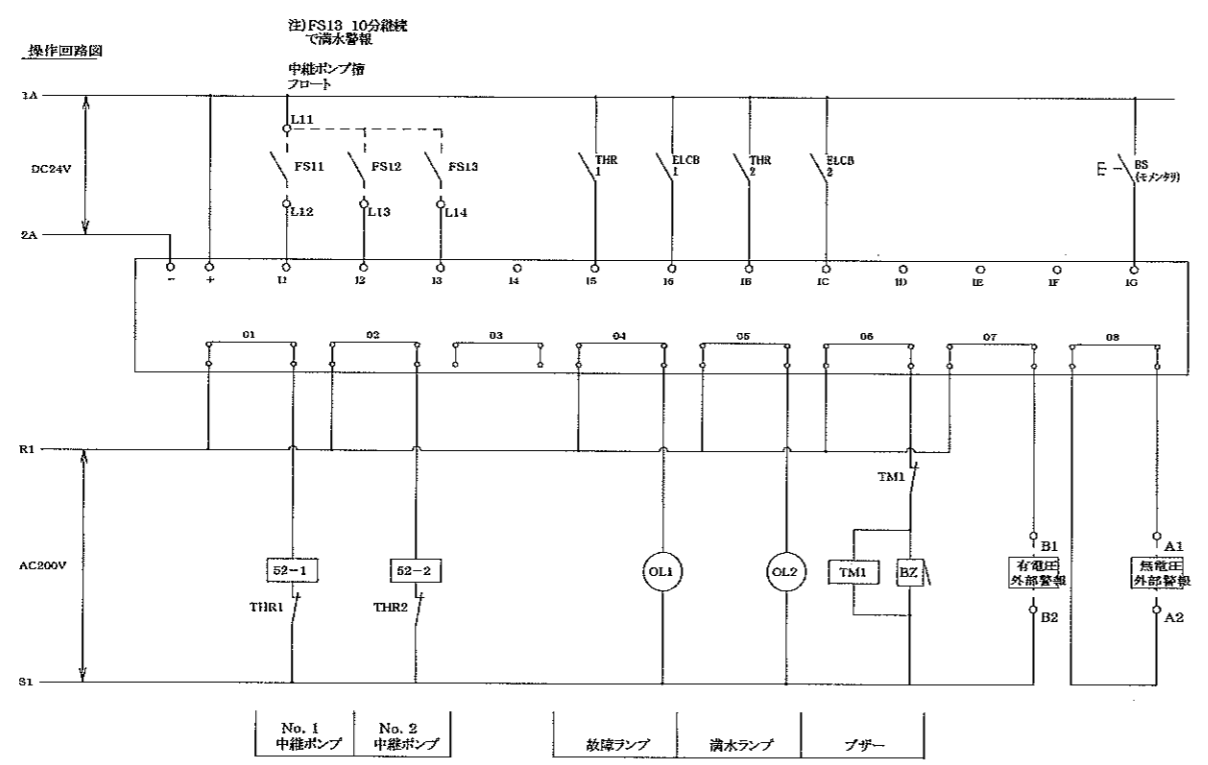 注)FS13 10分継続
で満水警報
操作回路図
中継ポンプ槽
フロート
1A
L11
DC24V
FS11
FS12
FS13
THR
1
ELCB
1
THR
2
ELCB
2
BS
(モメンタリ)
L12
L13
L14
2A
-
+
I1
I2
I3
I4
I5
I6
IB
IC
ID
IE
IF
IG
01
02
03
04
05
06
07
08
R1
TM1
AC200V
52-1
52-2
OL1
OL2
TM1
BZ
B1
有電圧
外部警報
B2
A1
無電圧
外部警報
A2
THR1
THR2
S1
No. 1
中継ポンプ
No. 2
中継ポンプ
故障ランプ
満水ランプ
ブザー